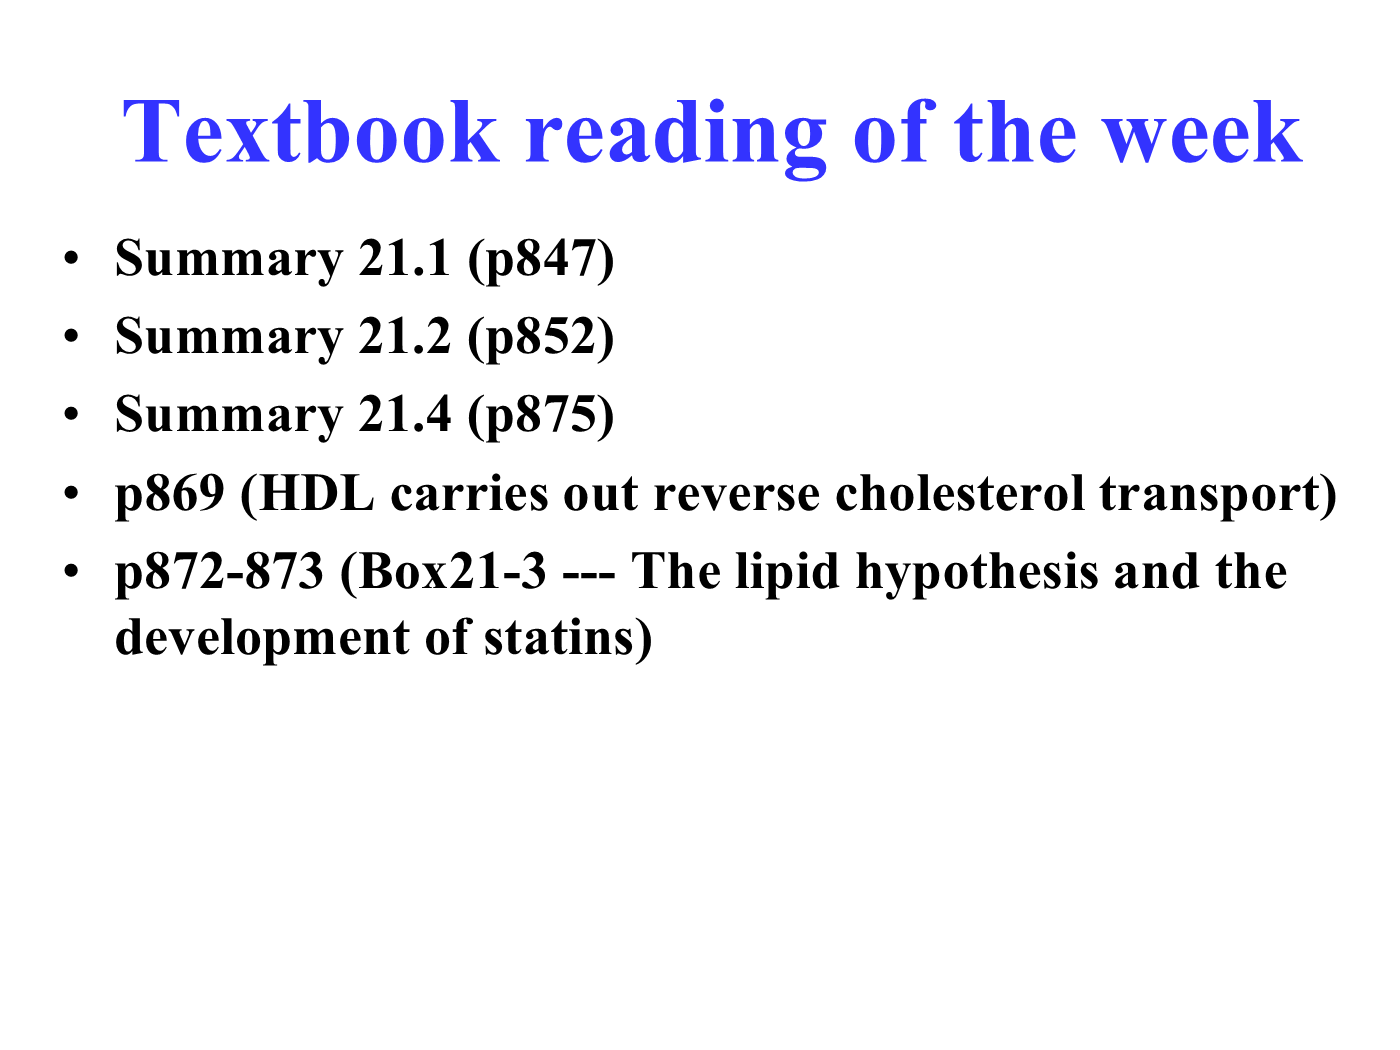 Textbook reading of the week
• Summary 21.1 (p847)
• Summary 21.2 (p852)
• Summary 21.4 (p875)
• p869 (HDL carries out reverse cholesterol transport)
• p872-873 (Box21-3 --- The lipid hypothesis and the
development of statins)